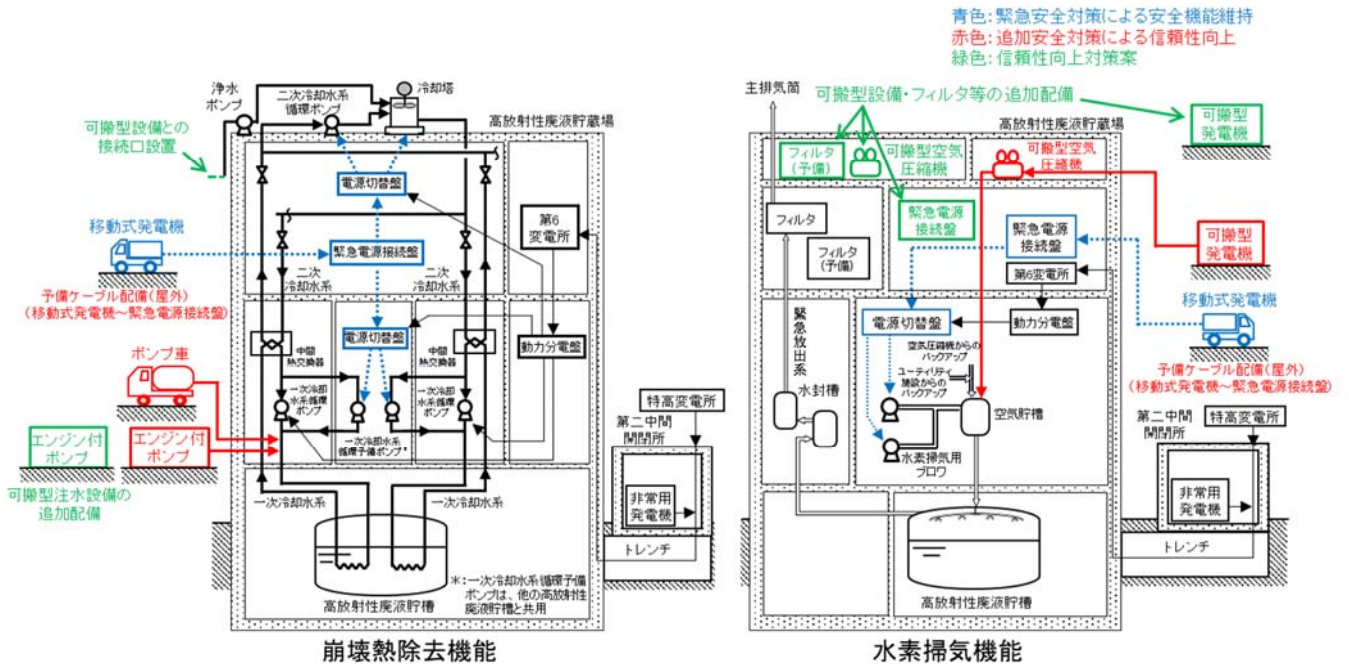 青色：緊急安全対策による安全機能維持
赤色：追加安全対策による信頼性向上
緑色：信頼性向上対策案
浄水
ポンプ
二次冷却水系
循環ポンプ
冷却塔
可搬型設備との
接続口設置
高放射性廃液貯蔵場
電源切替盤
第6
変電所
移動式発電機
緊急電源接続盤
二次
冷却水系
二次
冷却水系
予備ケーブル配備(屋外)
(移動式発電機～緊急電源接続盤)
電源切替盤
中間
熱交換器
中間
熱交換器
動力分電盤
ポンプ車
一次冷却
水系循環
ポンプ
一次冷却
水系循環
ポンプ
エンジン付
ポンプ
エンジン付
ポンプ
一次冷却水系
循環予備ポンプ*
可搬型注水設備の
追加配備
一次冷却水系
一次冷却水系
特高変電所
第二中間
開閉所
非常用
発電機
トレンチ
高放射性廃液貯槽
＊：一次冷却水系循環予備
ポンプは、他の高放射性
廃液貯槽と共用
崩壊熱除去機能
主排気筒
可搬型設備・フィルタ等の追加配備
高放射性廃液貯蔵場
可搬型
発電機
フィルタ
(予備)
可搬型空気
圧縮機
可搬型空気
圧縮機
フィルタ
フィルタ
(予備)
緊急電源
接続盤
緊急電源
接続盤
可搬型
発電機
第6変電所
移動式発電機
電源切替盤
動力分電盤
緊急放出系
空気圧縮機からの
バックアップ
ユーティリティ
施設からの
バックアップ
予備ケーブル配備(屋外)
(移動式発電機～緊急電源接続盤)
水封槽
空気貯槽
水素掃気用
ブロワ
特高変電所
第二中間
開閉所
非常用
発電機
トレンチ
高放射性廃液貯槽
水素掃気機能